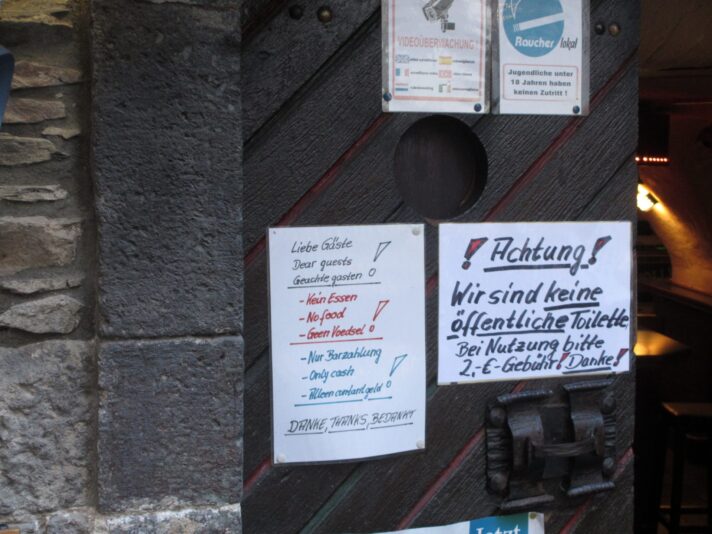 VIDEOÜBERWACHUNG
Raucherlokal
Jugendliche unter
18 Jahren haben
keinen Zutritt !
Liebe Gäste
Dear guests
Geachte gasten !
- Kein Essen
- No food
- Geen Voedsel !
- Nur Barzahlung
- Only cash
- Alleen contant geld !
DANKE, THANKS, BEDANKT
! Achtung !
Wir sind keine
öffentliche Toilette
Bei Nutzung bitte
2,-€-Gebühr! Danke!
Jetzt